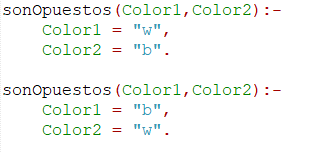 sonOpuestos(Color1,Color2):-
    Color1 = "w",
    Color2 = "b".
sonOpuestos(Color1,Color2):-
    Color1 = "b",
    Color2 = "w".